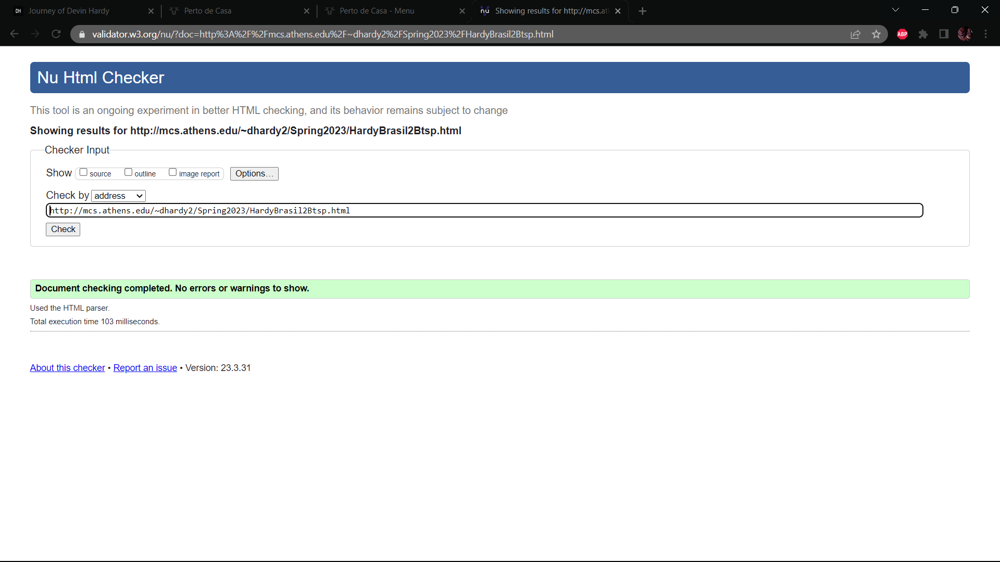 DH Journey of Devin Hardy
Perto de Casa
Perto de Casa - Menu
nu Showing results for http://mcs.at
validator.w3.org/nu/?doc=http%3A%2F%2Fmcs.athens.edu%2F~dhardy2%2FSpring2023%2FHardyBrasil2Btsp.html
ABP
Nu Html Checker
This tool is an ongoing experiment in better HTML checking, and its behavior remains subject to change
Showing results for http://mcs.athens.edu/~dhardy2/Spring2023/HardyBrasil2Btsp.html
Checker Input
Show source outline image report Options...
Check by address
http://mcs.athens.edu/~dhardy2/Spring2023/HardyBrasil2Btsp.html
Check
Document checking completed. No errors or warnings to show.
Used the HTML parser.
Total execution time 103 milliseconds.
About this checker • Report an issue • Version: 23.3.31